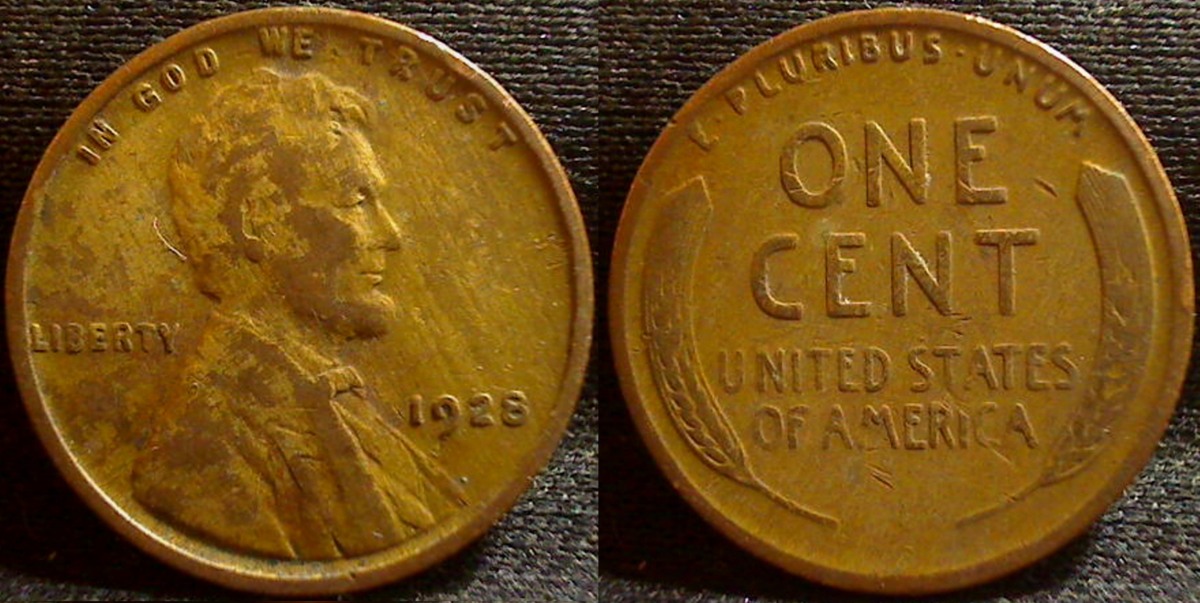 IN GOD WE TRUST
LIBERTY
1928
E·PLURIBUS·UNUM.
ONE
CENT
UNITED STATES
OF AMERICA